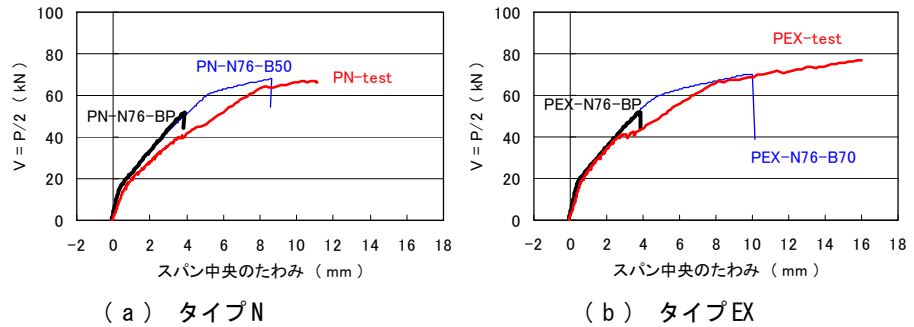 100
80
60
40
20
0
V = P/2 ( kN )
PN-N76-B50
PN-test
PN-N76-BP
-2 0 2 4 6 8 10 12 14 16 18
スパン中央のたわみ ( mm )
( a ) タイプN
100
80
60
40
20
0
V = P/2 ( kN )
PEX-test
PEX-N76-BP
PEX-N76-B70
-2 0 2 4 6 8 10 12 14 16 18
スパン中央のたわみ ( mm )
( b ) タイプEX